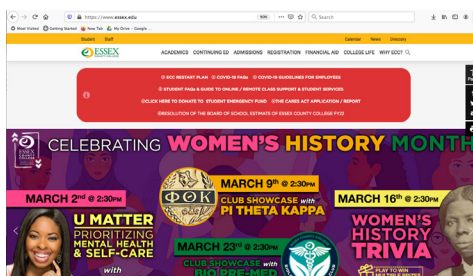 https://www.essex.edu
90%
Search
Most Visited Getting Started New Tab My Drive - Google ...
Student Staff
Calendar News Directory
ESSEX
ACADEMICS CONTINUING ED ADMISSIONS REGISTRATION FINANCIAL AID COLLEGE LIFE WHY ECC?
ECC RESTART PLAN COVID-19 FAQs COVID-19 GUIDELINES FOR EMPLOYEES
STUDENT FAQs & GUIDE TO ONLINE / REMOTE CLASS SUPPORT & STUDENT SERVICES
CLICK HERE TO DONATE TO STUDENT EMERGENCY FUND THE CARES ACT APPLICATION / REPORT
RESOLUTION OF THE BOARD OF SCHOOL ESTIMATE OF ESSEX COUNTY COLLEGE FY22
ESSEX
CELEBRATING WOMEN'S HISTORY MONTH
MARCH 2nd @ 2:30PM
U MATTER
PRIORITIZING
MENTAL HEALTH
& SELF-CARE
with
ΦΘΚ
MARCH 9th @ 2:30PM
CLUB SHOWCASE with
PI THETA KAPPA
MARCH 23rd @ 2:30PM
CLUB SHOWCASE with
BIO PRE-MED
MARCH 16th @ 2:30PM
WOMEN'S
HISTORY
TRIVIA
PLAY TO WIN